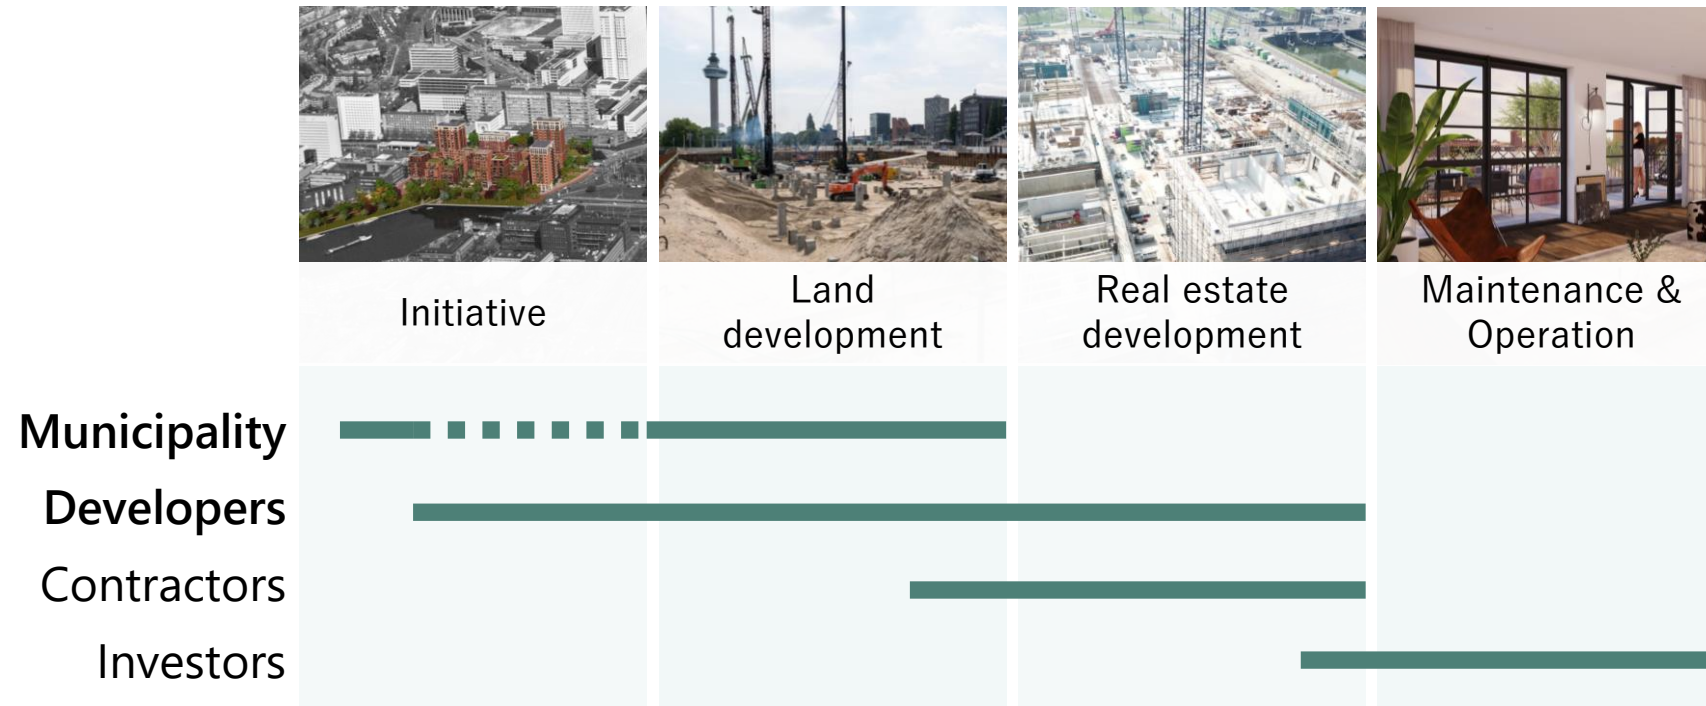 Initiative
Land
development
Real estate
development
Maintenance &
Operation
Municipality
Developers
Contractors
Investors